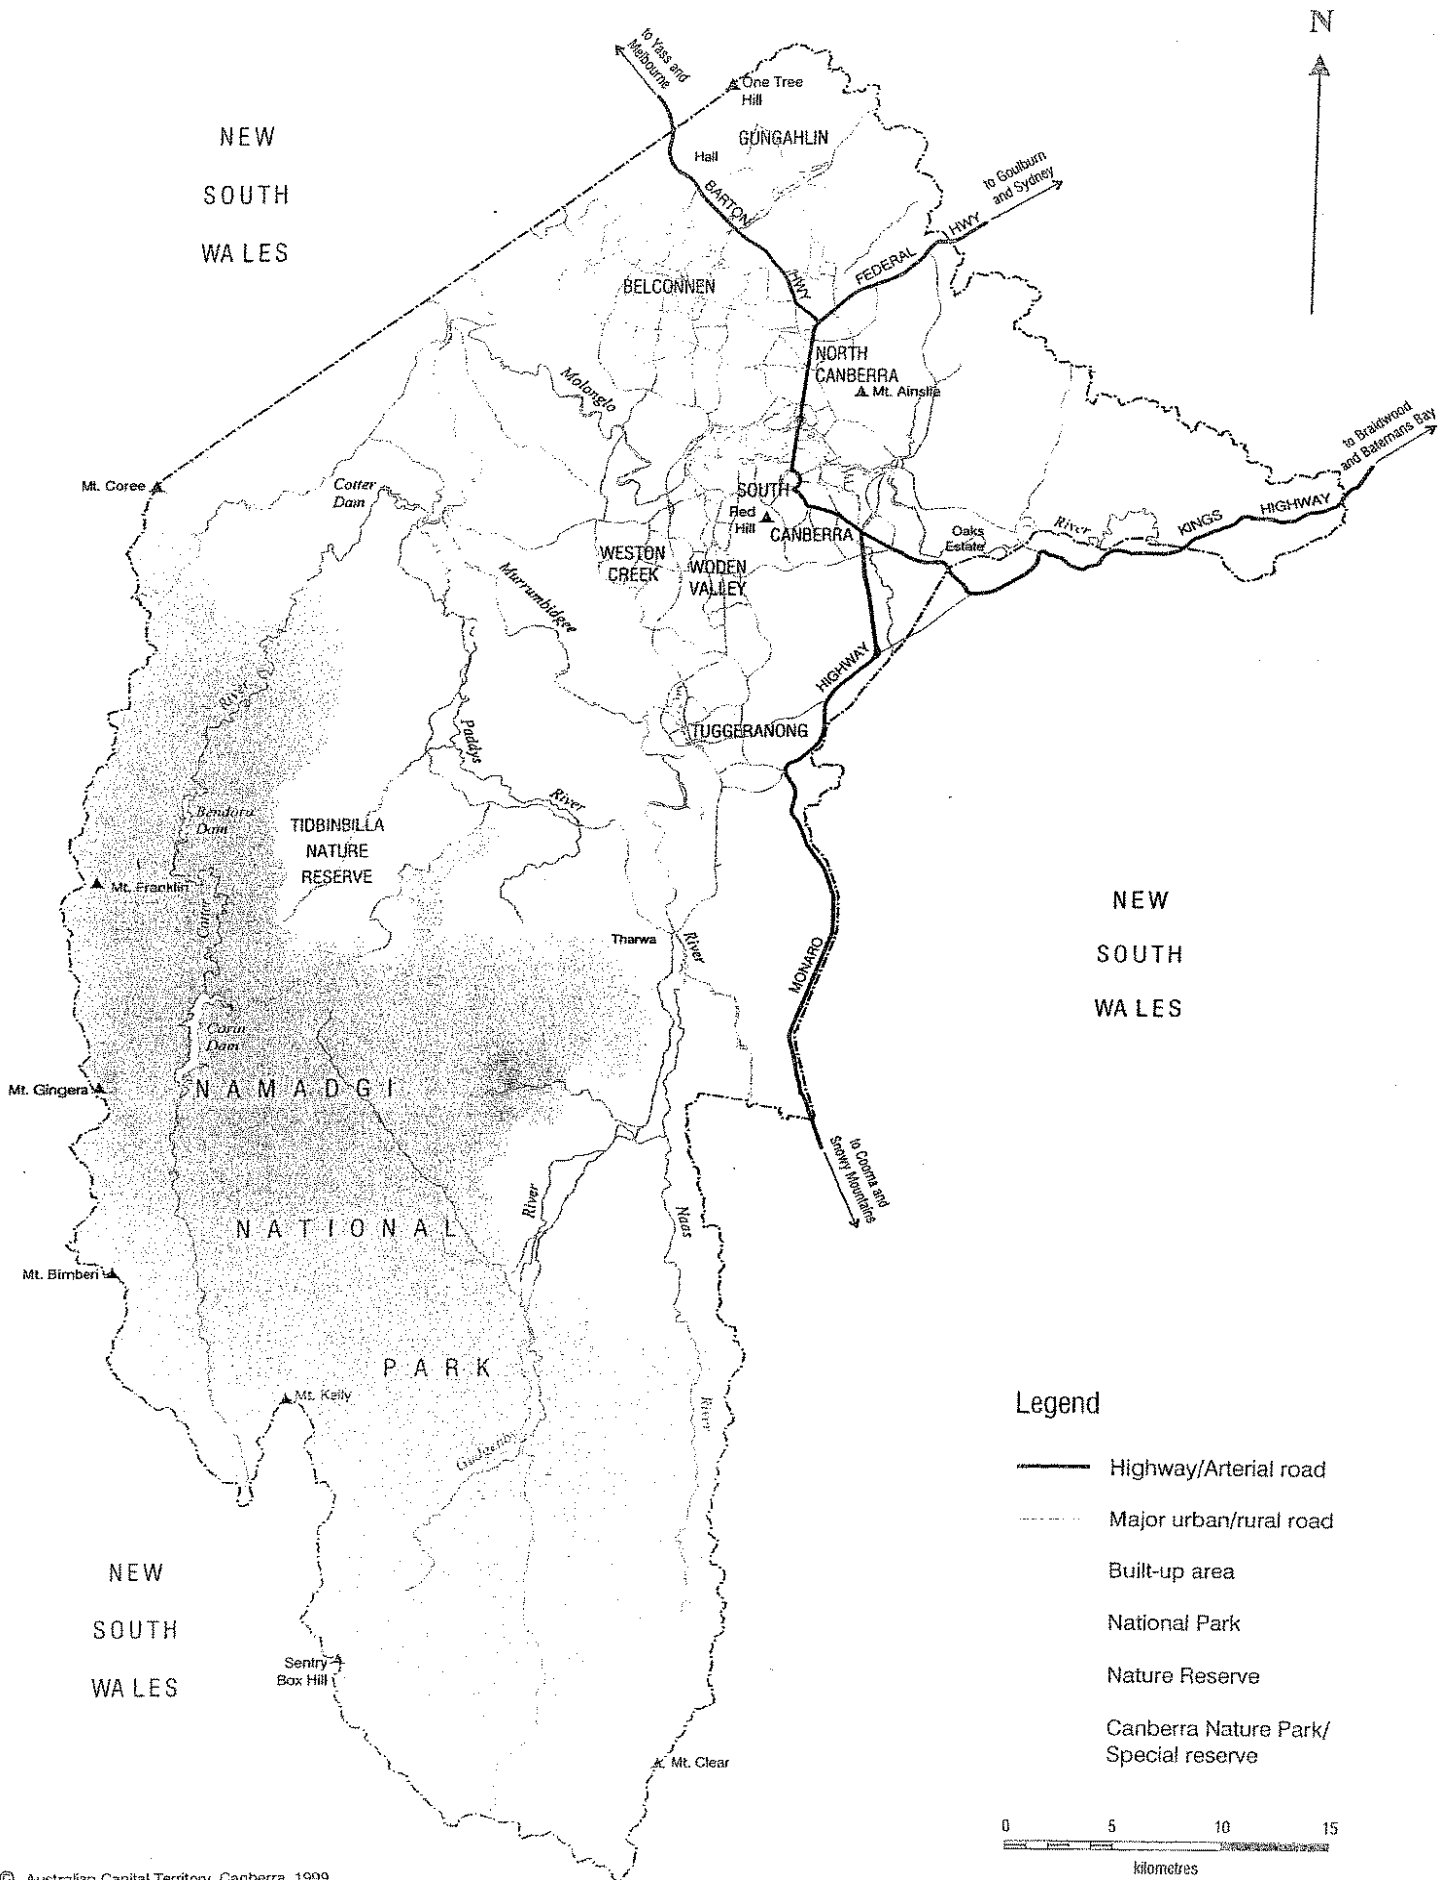 N
to Yass and
Melbourne
One Tree
Hill
GUNGAHLIN
NEW
SOUTH
WALES
Hall
BARTON
HWY
to Goulburn
and Sydney
FEDERAL HWY
BELCONNEN
NORTH
CANBERRA
Mt. Ainslie
Molonglo
to Braidwood
and Batemans Bay
Mt. Coree
Cotter
Dam
SOUTH
CANBERRA
Red
Hill
Oaks
Estate
River
KINGS HIGHWAY
WESTON
CREEK
WODEN
VALLEY
Murrumbidgee
HIGHWAY
River
Paddys
TUGGERANONG
River
Bendora
Dam
TIDBINBILLA
NATURE
RESERVE
Mt. Franklin
Cotter
NEW
SOUTH
WALES
Tharwa
River
MONARO
Corin
Dam
Mt. Gingera
NAMADGI
to Cooma and
Snowy Mountains
River
Naas
NATIONAL
Mt. Bimberi
PARK
Mt. Kelly
River
Gudgenby
Legend
Highway/Arterial road
Major urban/rural road
Built-up area
National Park
Nature Reserve
Canberra Nature Park/
Special reserve
NEW
SOUTH
WALES
Sentry
Box Hill
Mt. Clear
0 5 10 15
kilometres
© Australian Capital Territory, Canberra, 1999